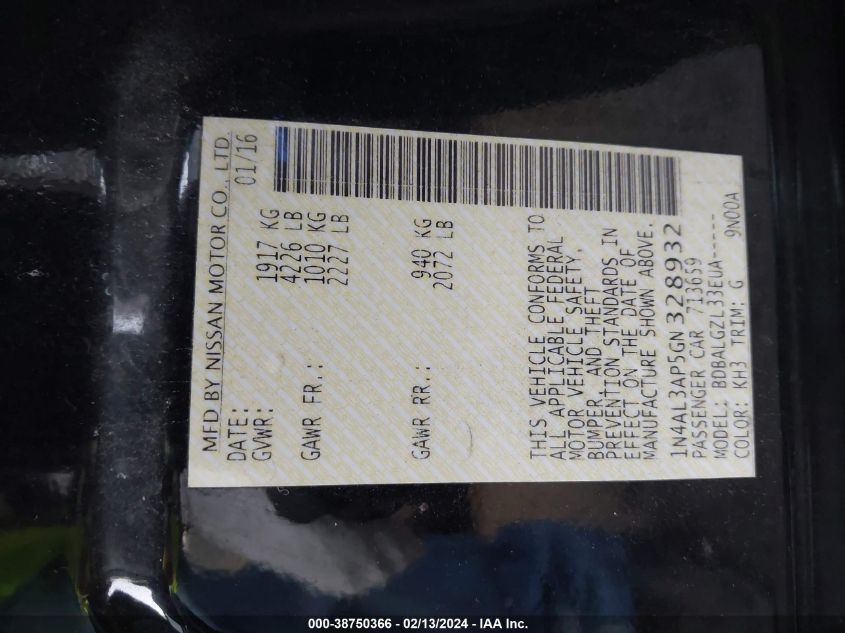 MFD BY NISSAN MOTOR CO., LTD.
DATE: 01/16
GVWR: 1917 KG
4226 LB
GAWR FR.: 1010 KG
2227 LB
GAWR RR.: 940 KG
2072 LB
THIS VEHICLE CONFORMS TO
ALL APPLICABLE FEDERAL
MOTOR VEHICLE SAFETY,
BUMPER, AND THEFT
PREVENTION STANDARDS IN
EFFECT ON THE DATE OF
MANUFACTURE SHOWN ABOVE.
1N4AL3AP5GN328932
PASSENGER CAR 713659
MODEL: BDBALGZL33EUA-----
COLOR: KH3 TRIM: G 9N00A
000-38750366 - 02/13/2024 - IAA Inc.